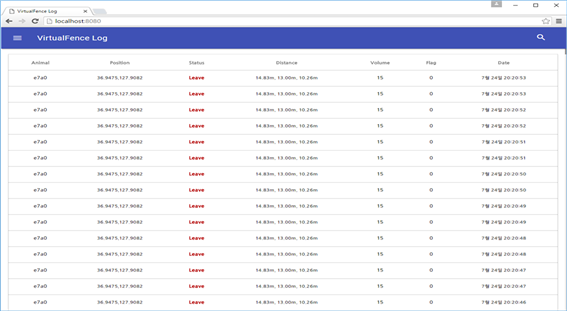 VirtualFence Log
localhost:8080
VirtualFence Log
Animal Position Status Distance Volume Flag Date
e7a0 36.9475,127.9082 Leave 14.83m, 13.00m, 10.26m 15 0 7월 24일 20:20:53
e7a0 36.9475,127.9082 Leave 14.83m, 13.00m, 10.26m 15 0 7월 24일 20:20:53
e7a0 36.9475,127.9082 Leave 14.83m, 13.00m, 10.26m 15 0 7월 24일 20:20:52
e7a0 36.9475,127.9082 Leave 14.83m, 13.00m, 10.26m 15 0 7월 24일 20:20:52
e7a0 36.9475,127.9082 Leave 14.83m, 13.00m, 10.26m 15 0 7월 24일 20:20:51
e7a0 36.9475,127.9082 Leave 14.83m, 13.00m, 10.26m 15 0 7월 24일 20:20:51
e7a0 36.9475,127.9082 Leave 14.83m, 13.00m, 10.26m 15 0 7월 24일 20:20:50
e7a0 36.9475,127.9082 Leave 14.83m, 13.00m, 10.26m 15 0 7월 24일 20:20:50
e7a0 36.9475,127.9082 Leave 14.83m, 13.00m, 10.26m 15 0 7월 24일 20:20:49
e7a0 36.9475,127.9082 Leave 14.83m, 13.00m, 10.26m 15 0 7월 24일 20:20:49
e7a0 36.9475,127.9082 Leave 14.83m, 13.00m, 10.26m 15 0 7월 24일 20:20:48
e7a0 36.9475,127.9082 Leave 14.83m, 13.00m, 10.26m 15 0 7월 24일 20:20:48
e7a0 36.9475,127.9082 Leave 14.83m, 13.00m, 10.26m 15 0 7월 24일 20:20:47
e7a0 36.9475,127.9082 Leave 14.83m, 13.00m, 10.26m 15 0 7월 24일 20:20:47
e7a0 36.9475,127.9082 Leave 14.83m, 13.00m, 10.26m 15 0 7월 24일 20:20:46